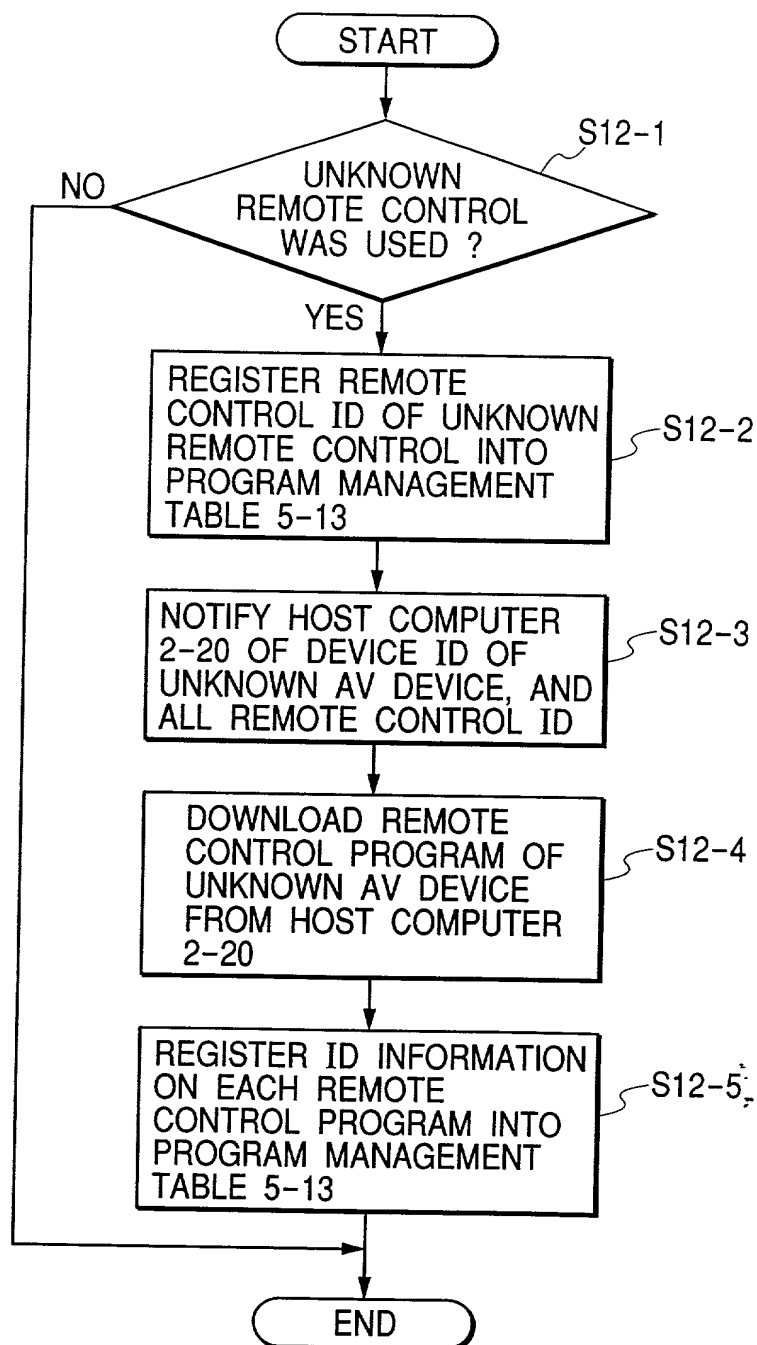 START
S12-1
UNKNOWN
REMOTE CONTROL
WAS USED ?
NO
YES
REGISTER REMOTE
CONTROL ID OF UNKNOWN
REMOTE CONTROL INTO
PROGRAM MANAGEMENT
TABLE 5-13
S12-2
NOTIFY HOST COMPUTER
2-20 OF DEVICE ID OF
UNKNOWN AV DEVICE, AND
ALL REMOTE CONTROL ID
S12-3
DOWNLOAD REMOTE
CONTROL PROGRAM OF
UNKNOWN AV DEVICE
FROM HOST COMPUTER
2-20
S12-4
REGISTER ID INFORMATION
ON EACH REMOTE
CONTROL PROGRAM INTO
PROGRAM MANAGEMENT
TABLE 5-13
S12-5
END